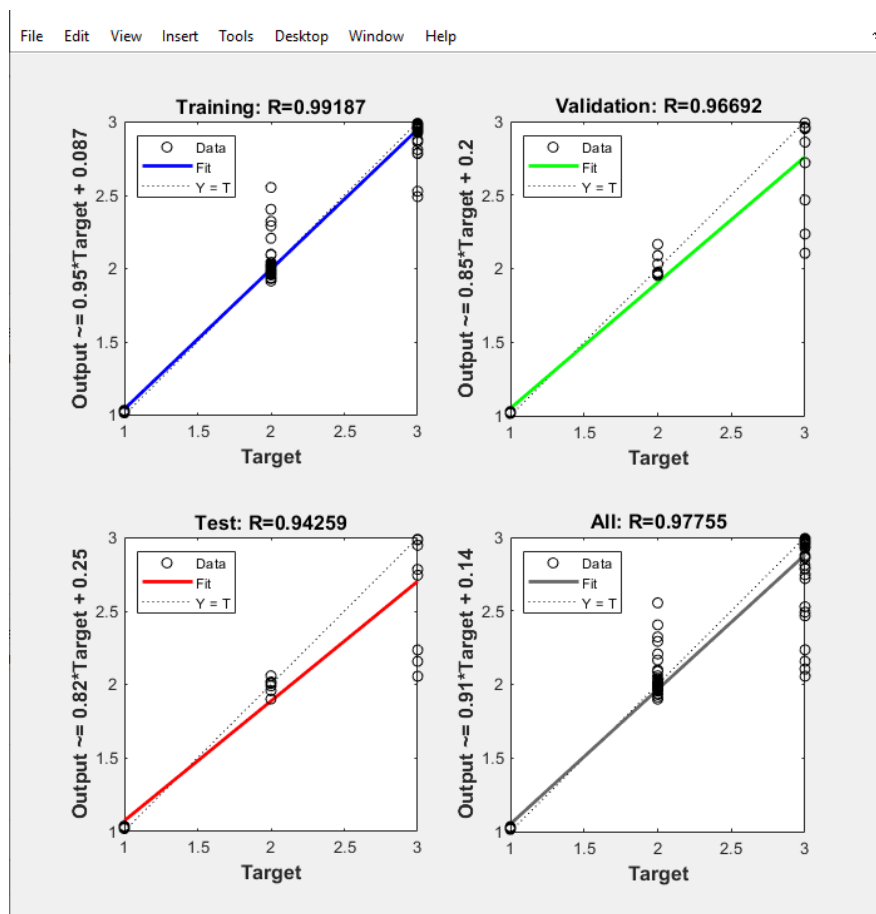 File Edit View Insert Tools Desktop Window Help
Training: R=0.99187
Output ~= 0.95*Target + 0.087
3
2.5
2
1.5
1
Data
Fit
Y = T
1 1.5 2 2.5 3
Target
Validation: R=0.96692
Output ~= 0.85*Target + 0.2
3
2.5
2
1.5
1
Data
Fit
Y = T
1 1.5 2 2.5 3
Target
Test: R=0.94259
Output ~= 0.82*Target + 0.25
3
2.5
2
1.5
1
Data
Fit
Y = T
1 1.5 2 2.5 3
Target
All: R=0.97755
Output ~= 0.91*Target + 0.14
3
2.5
2
1.5
1
Data
Fit
Y = T
1 1.5 2 2.5 3
Target